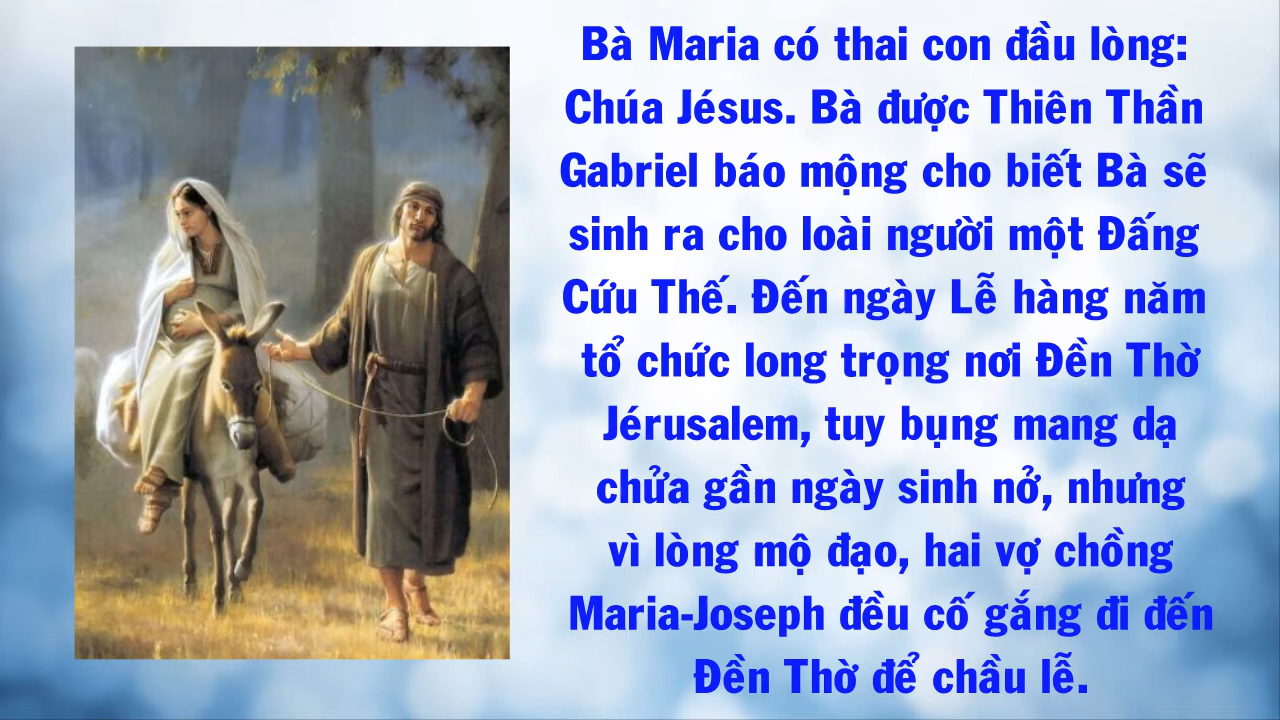 Bà Maria có thai con đầu lòng:
Chúa Jésus. Bà được Thiên Thần
Gabriel báo mộng cho biết Bà sẽ
sinh ra cho loài người một Đấng
Cứu Thế. Đến ngày Lễ hàng năm
tổ chức long trọng nơi Đền Thờ
Jérusalem, tuy bụng mang dạ
chửa gần ngày sinh nở, nhưng
vì lòng mộ đạo, hai vợ chồng
Maria-Joseph đều cố gắng đi đến
Đền Thờ để chầu lễ.